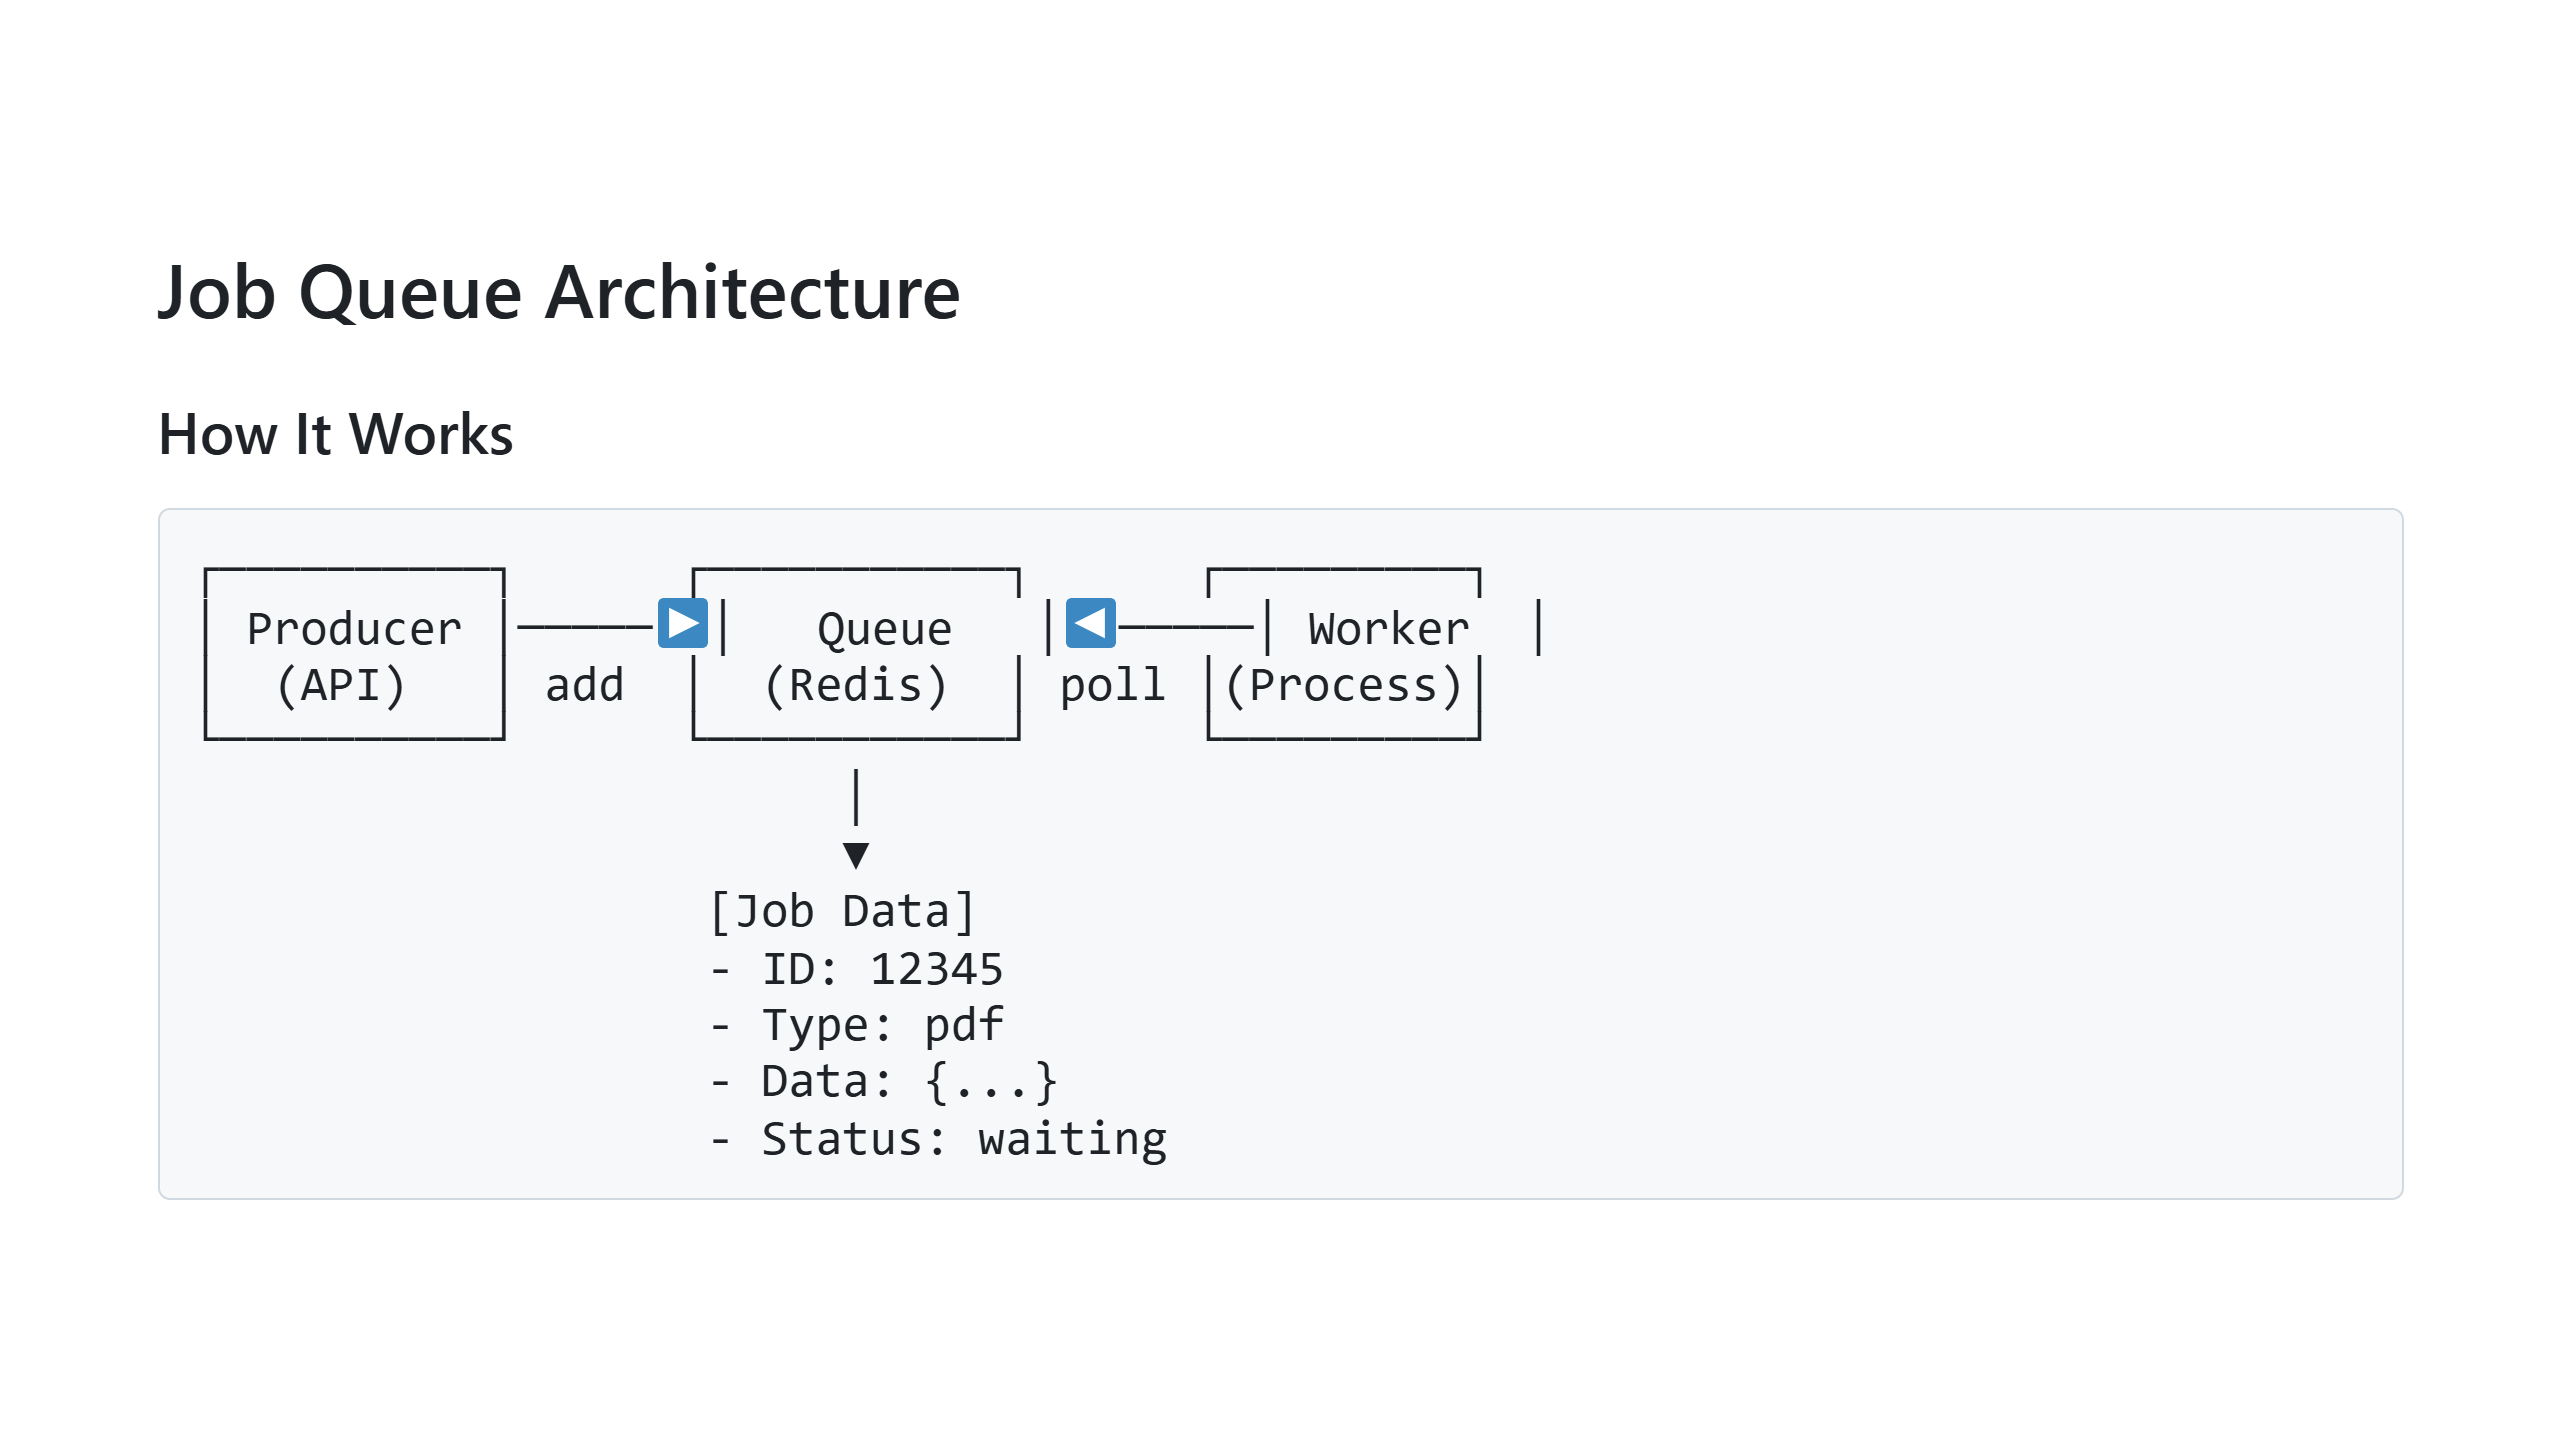 Job Queue Architecture
How It Works
Producer Queue Worker
(API) add (Redis) poll (Process)
[Job Data]
- ID: 12345
- Type: pdf
- Data: {...}
- Status: waiting